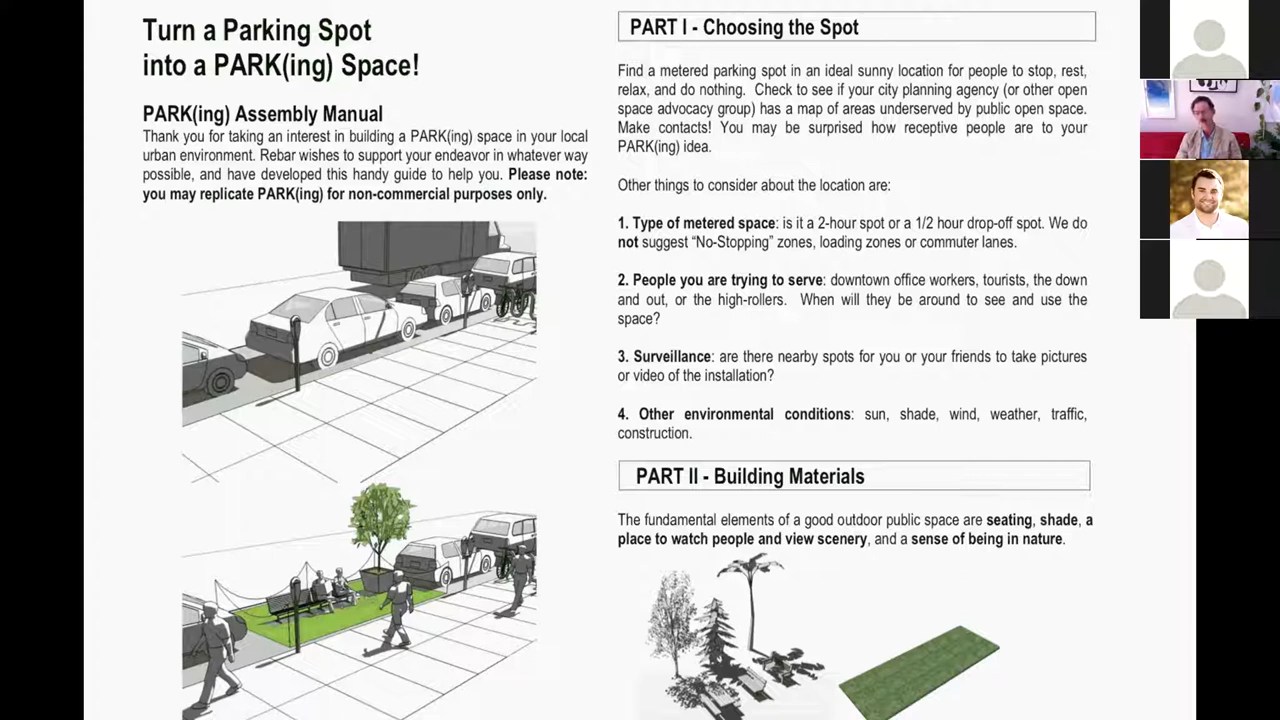 Turn a Parking Spot
into a PARK(ing) Space!
PARK(ing) Assembly Manual
Thank you for taking an interest in building a PARK(ing) space in your local
urban environment. Rebar wishes to support your endeavor in whatever way
possible, and have developed this handy guide to help you. Please note:
you may replicate PARK(ing) for non-commercial purposes only.
PART I - Choosing the Spot
Find a metered parking spot in an ideal sunny location for people to stop, rest,
relax, and do nothing. Check to see if your city planning agency (or other open
space advocacy group) has a map of areas underserved by public open space.
Make contacts! You may be surprised how receptive people are to your
PARK(ing) idea.
Other things to consider about the location are:
1. Type of metered space: is it a 2-hour spot or a 1/2 hour drop-off spot. We do
not suggest “No-Stopping” zones, loading zones or commuter lanes.
2. People you are trying to serve: downtown office workers, tourists, the down
and out, or the high-rollers. When will they be around to see and use the
space?
3. Surveillance: are there nearby spots for you or your friends to take pictures
or video of the installation?
4. Other environmental conditions: sun, shade, wind, weather, traffic,
construction.
PART II - Building Materials
The fundamental elements of a good outdoor public space are seating, shade, a
place to watch people and view scenery, and a sense of being in nature.